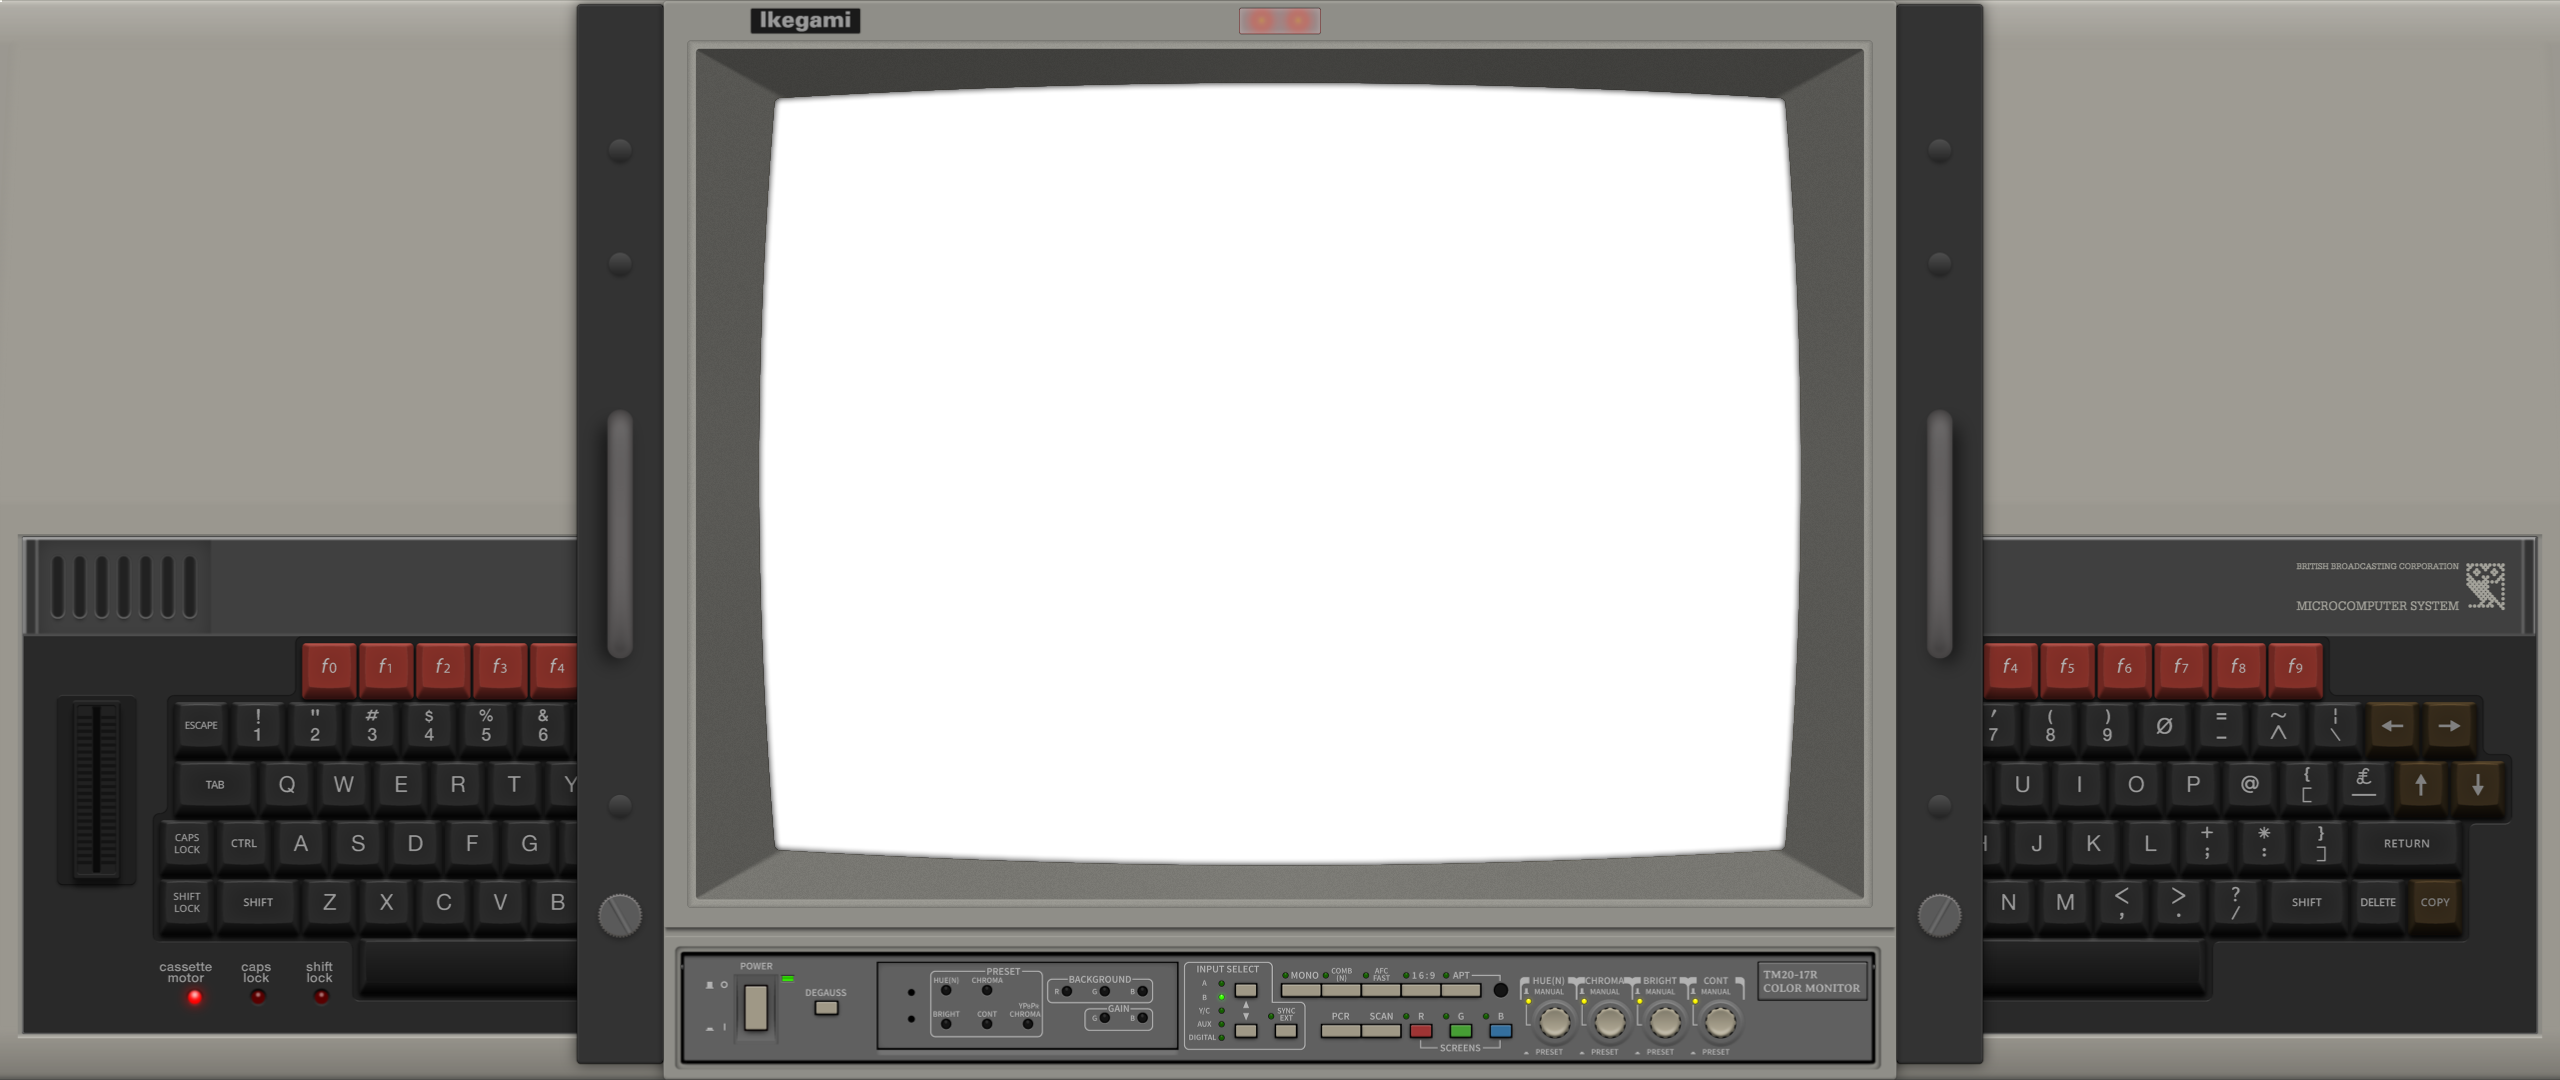 Ikegami
BRITISH BROADCASTING CORPORATION
MICROCOMPUTER SYSTEM
f0 f1 f2 f3 f4
f4 f5 f6 f7 f8 f9
ESCAPE ! 1 " 2 # 3 $ 4 % 5 & 6
' 7 ( 8 ) 9 Ø = - ~ ^ ¦ \ ← →
TAB Q W E R T Y
U I O P @ { [ £ _ ↑ ↓
CAPS LOCK CTRL A S D F G
H J K L + ; * : } ] RETURN
SHIFT LOCK SHIFT Z X C V B
N M < , > . ? / SHIFT DELETE COPY
cassette motor
caps lock
shift lock
POWER
DEGAUSS
PRESET
HUE(N) CHROMA
BRIGHT CONT YPbPr CHROMA
BACKGROUND
R G B
GAIN
G B
INPUT SELECT
A
B
Y/C
AUX
DIGITAL
SYNC EXT
MONO COMB (N) AFC FAST 16:9 APT
PCR SCAN R G B
SCREENS
HUE(N) CHROMA BRIGHT CONT
MANUAL MANUAL MANUAL MANUAL
PRESET PRESET PRESET PRESET
TM20-17R
COLOR MONITOR